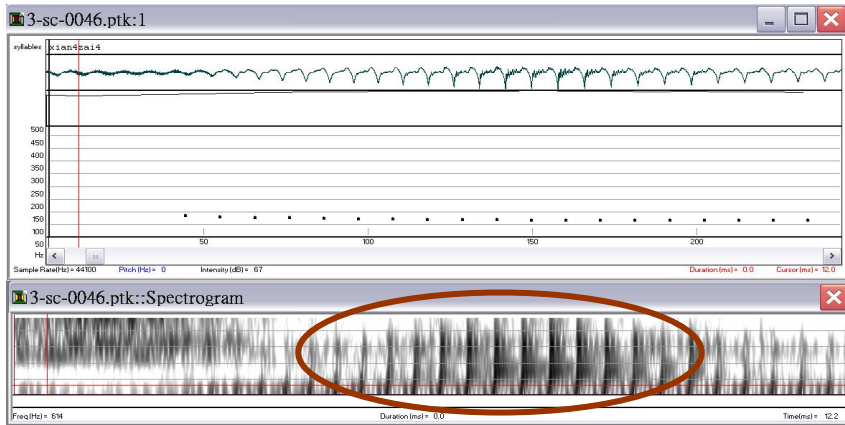 3-sc-0046.ptk:1
syllables xian4zai4
500
450
400
350
300
250
200
150
100
50
Hz
50 100 150 200
Sample Rate(Hz) = 44100 Pitch (Hz) = 0 Intensity (dB) = 67 Duration (ms) = 0.0 Cursor (ms) = 12.0
3-sc-0046.ptk::Spectrogram
Freq (Hz) = 614 Duration (ms) = 0.0 Time(ms) = 12.2